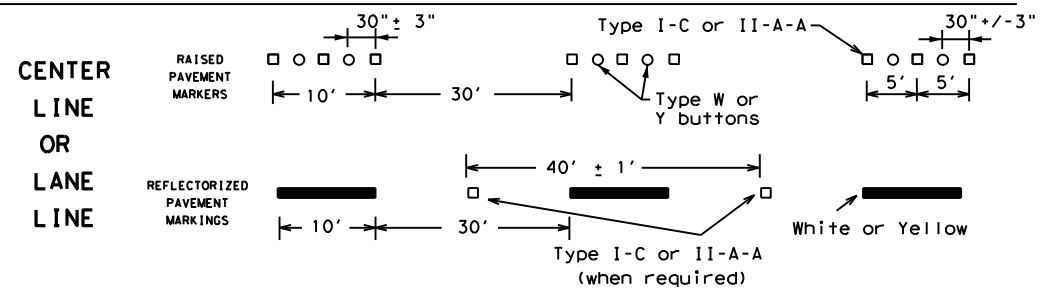 CENTER
LINE
OR
LANE
LINE
RAISED
PAVEMENT
MARKERS
30"± 3"
10'
30'
Type I-C or II-A-A
Type W or
Y buttons
30"+/-3"
5'
5'
REFLECTORIZED
PAVEMENT
MARKINGS
10'
30'
40' ± 1'
Type I-C or II-A-A
(when required)
White or Yellow